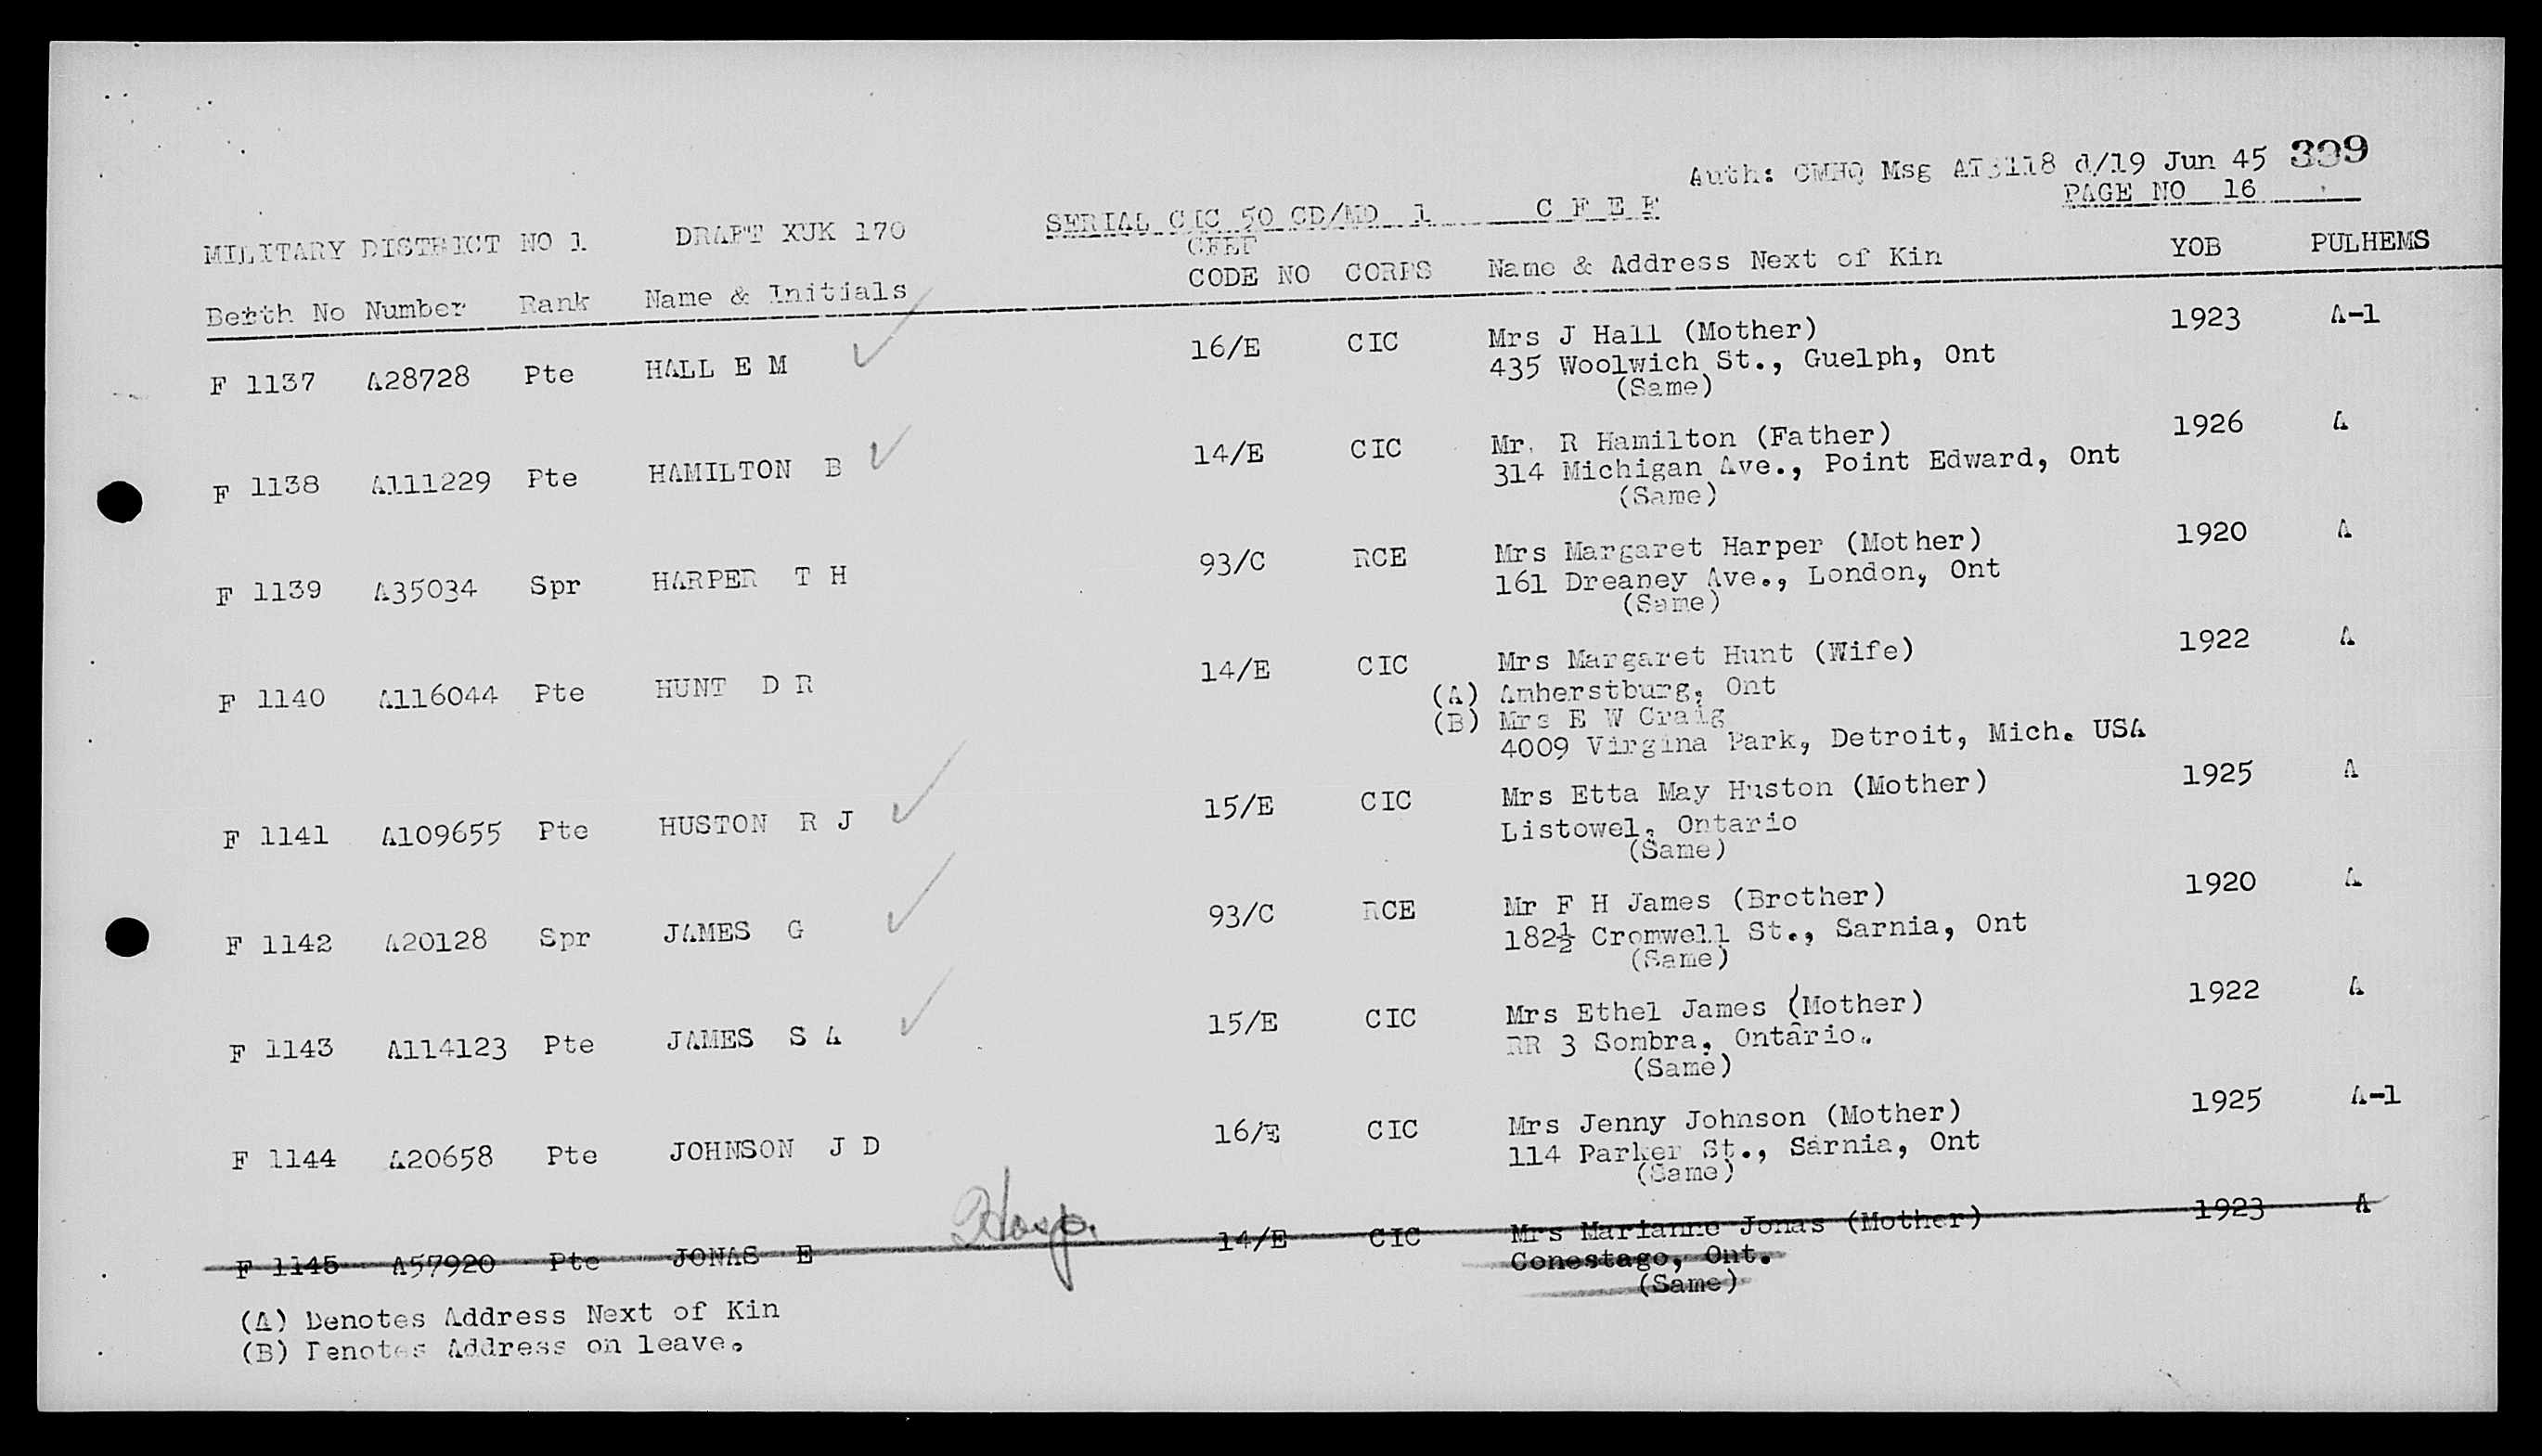 Auth: CMHQ Msg AT3118 d/19 Jun 45 399
PAGE NO 16
MILITARY DISTRICT NO 1 DRAFT XUK 170 SERIAL CIC 50 CD/MD 1 C F E F
CFEF
Berth No Number Rank Name & Initials CODE NO CORPS Name & Address Next of Kin YOB PULHEMS
F 1137 A28728 Pte HALL E M 16/E CIC Mrs J Hall (Mother) 1923 A-1
435 Woolwich St., Guelph, Ont
(Same)
F 1138 A111229 Pte HAMILTON B 14/E CIC Mr. R Hamilton (Father) 1926 A
314 Michigan Ave., Point Edward, Ont
(Same)
F 1139 A35034 Spr HARPER T H 93/C RCE Mrs Margaret Harper (Mother) 1920 A
161 Dreaney Ave., London, Ont
(Same)
F 1140 A116044 Pte HUNT D R 14/E CIC Mrs Margaret Hunt (Wife) 1922 A
(A) Amherstburg, Ont
(B) Mrs E W Craig
4009 Virgina Park, Detroit, Mich. USA
F 1141 A109655 Pte HUSTON R J 15/E CIC Mrs Etta May Huston (Mother) 1925 A
Listowel, Ontario
(Same)
F 1142 A20128 Spr JAMES G 93/C RCE Mr F H James (Brother) 1920 A
182½ Cromwell St., Sarnia, Ont
(Same)
F 1143 A114123 Pte JAMES S A 15/E CIC Mrs Ethel James (Mother) 1922 A
RR 3 Sombra, Ontario.
(Same)
F 1144 A20658 Pte JOHNSON J D 16/E CIC Mrs Jenny Johnson (Mother) 1925 A-1
114 Parker St., Sarnia, Ont
(Same)
F 1145 A57920 Pte JONAS E Hosp. 14/E CIC Mrs Marianne Jonas (Mother) 1923 A
Conestago, Ont.
(Same)
(A) Denotes Address Next of Kin
(B) Denotes Address on leave.